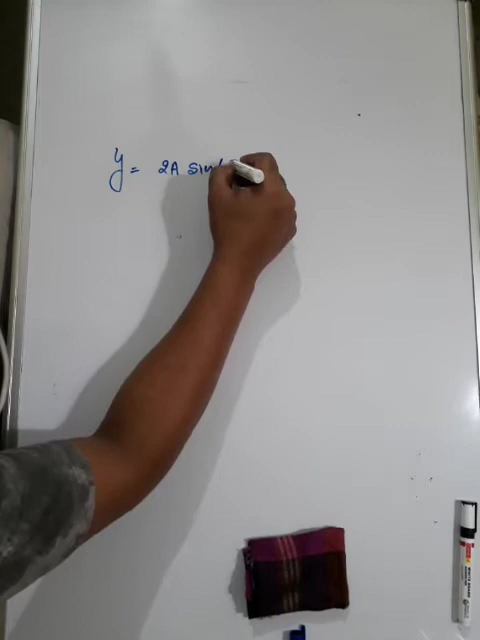 y = 2A sin(